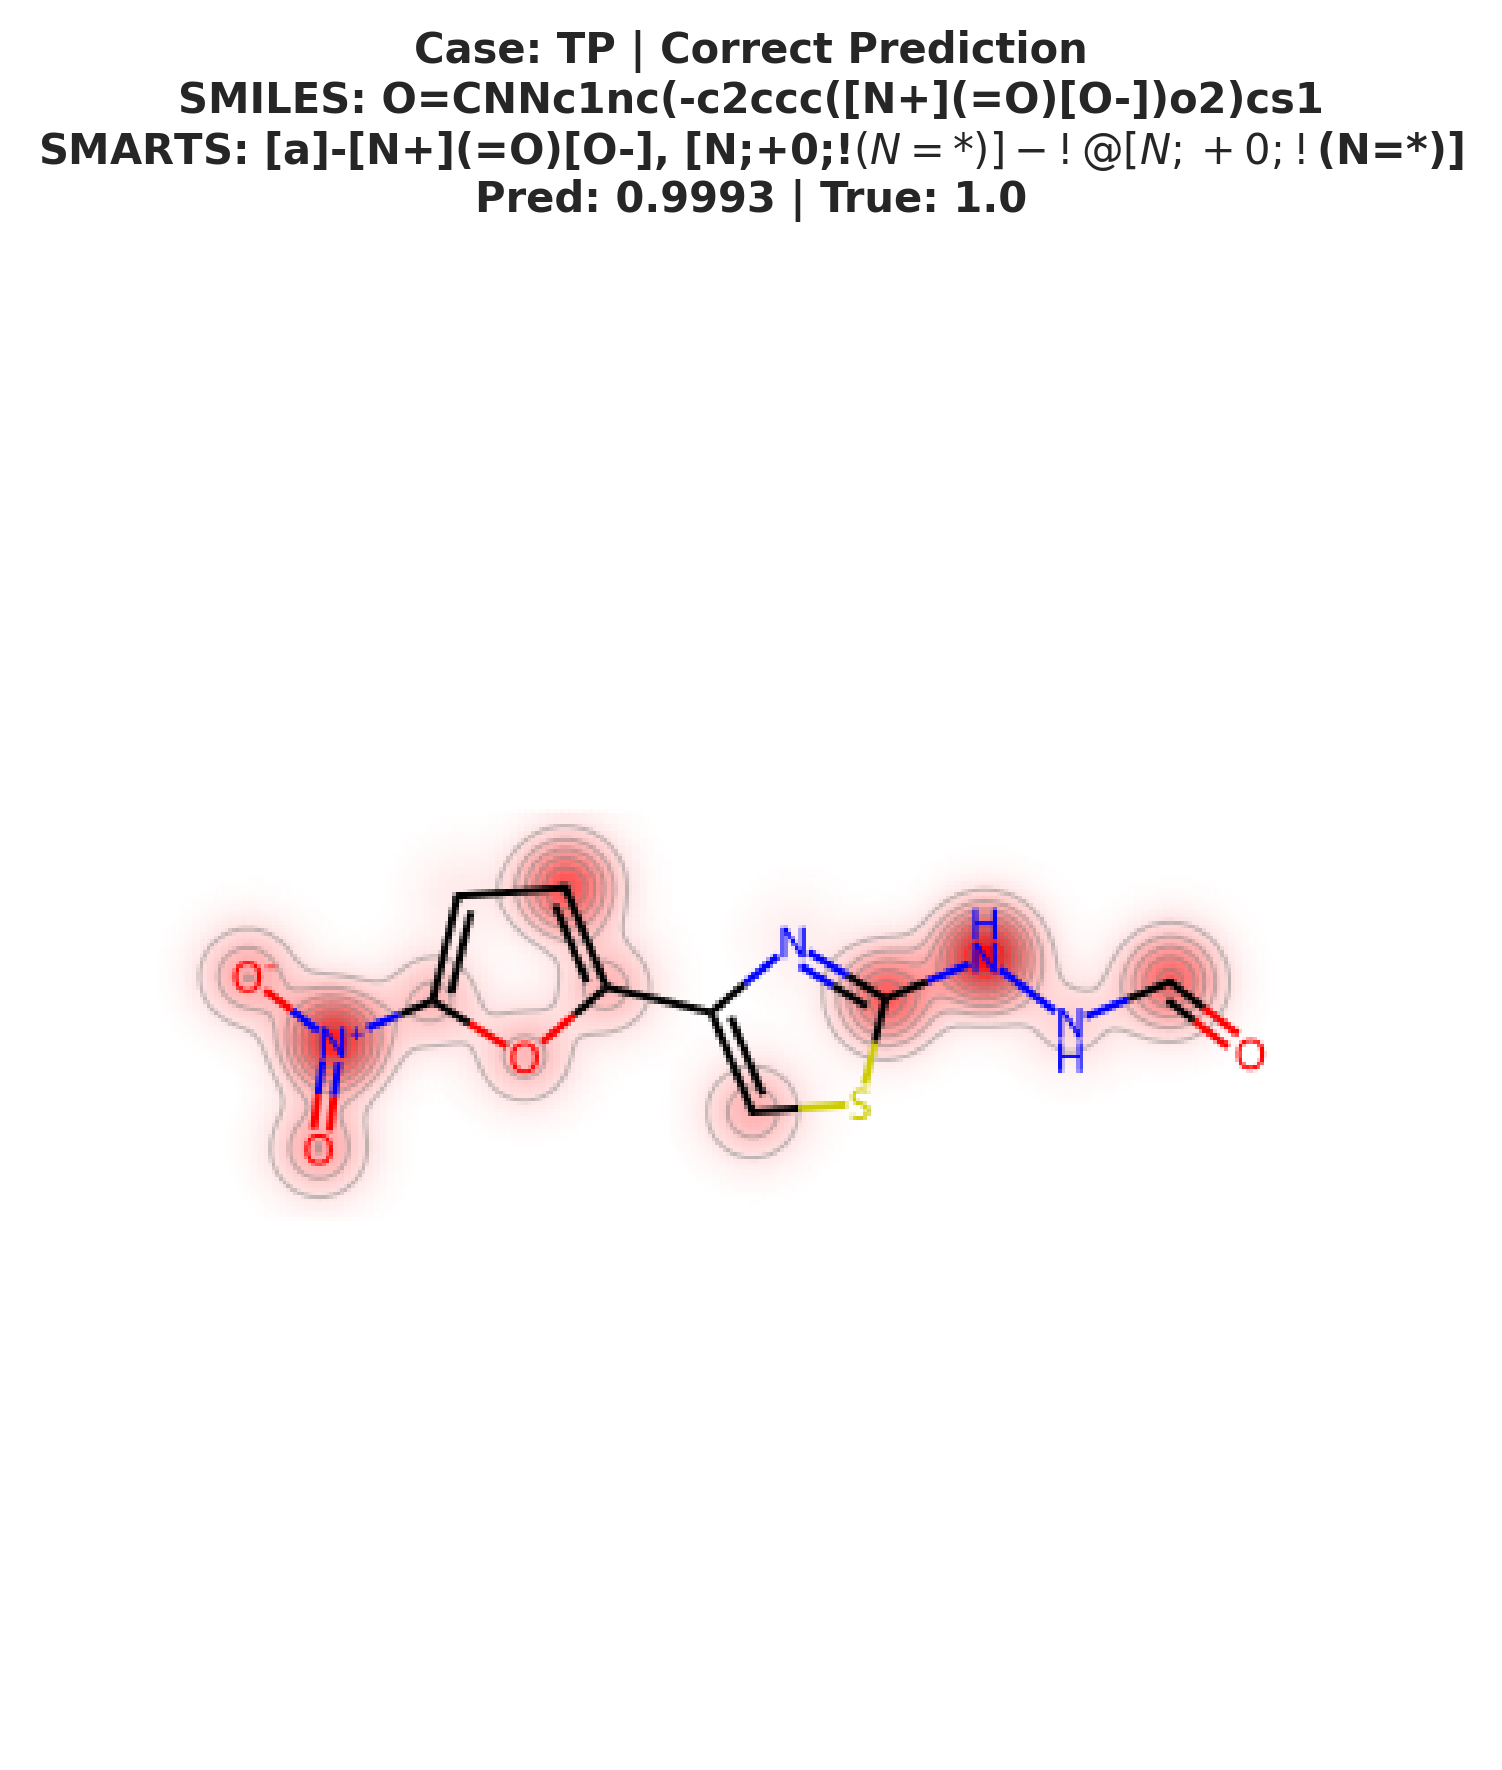 Case: TP | Correct Prediction
SMILES: O=CNNc1nc(-c2ccc([N+](=O)[O-])o2)cs1
SMARTS: [a]-[N+](=O)[O-], [N;+0;!(N = *)] − ! @[N; + 0; ! (N=*)]
Pred: 0.9993 | True: 1.0
H
N
N
O⁻
N
N⁺
H
O
O
S
O